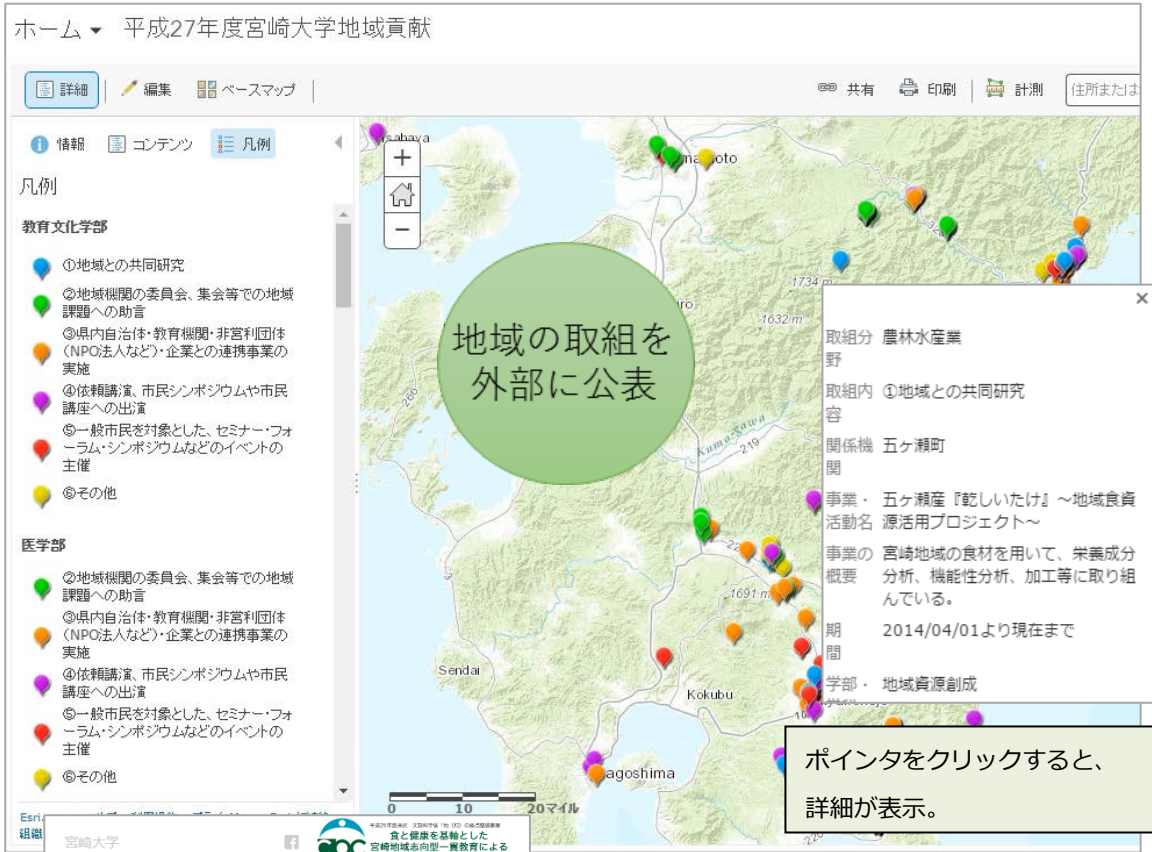 ホーム 平成27年度宮崎大学地域貢献
詳細 編集 ベースマップ 共有 印刷 計測 住所または
情報 コンテンツ 凡例
凡例
教育文化学部
①地域との共同研究
②地域機関の委員会、集会等での地域
課題への助言
③県内自治体・教育機関・非営利団体
(NPO法人など)・企業との連携事業の
実施
④依頼講演、市民シンポジウムや市民
講座への出演
⑤一般市民を対象とした、セミナー・フォ
ーラム・シンポジウムなどのイベントの
主催
⑥その他
医学部
②地域機関の委員会、集会等での地域
課題への助言
③県内自治体・教育機関・非営利団体
(NPO法人など)・企業との連携事業の
実施
④依頼講演、市民シンポジウムや市民
講座への出演
⑤一般市民を対象とした、セミナー・フォ
ーラム・シンポジウムなどのイベントの
主催
⑥その他
Esri
組織
宮崎大学
食と健康を基軸とした
宮崎地域志向型一貫教育による
地域の取組を
外部に公表
1734 m
1632 m
266
Kumagawa
219
1691 m
Sendai
Kokubu
agoshima
0 10 20マイル
取組分
野
農林水産業
取組内
容
①地域との共同研究
関係機
関
五ヶ瀬町
事業・
活動名
五ヶ瀬産『乾しいたけ』~地域食資
源活用プロジェクト~
事業の
概要
宮崎地域の食材を用いて、栄養成分
分析、機能性分析、加工等に取り組
んでいる。
期
間
2014/04/01より現在まで
学部・ 地域資源創成
ポインタをクリックすると、
詳細が表示。